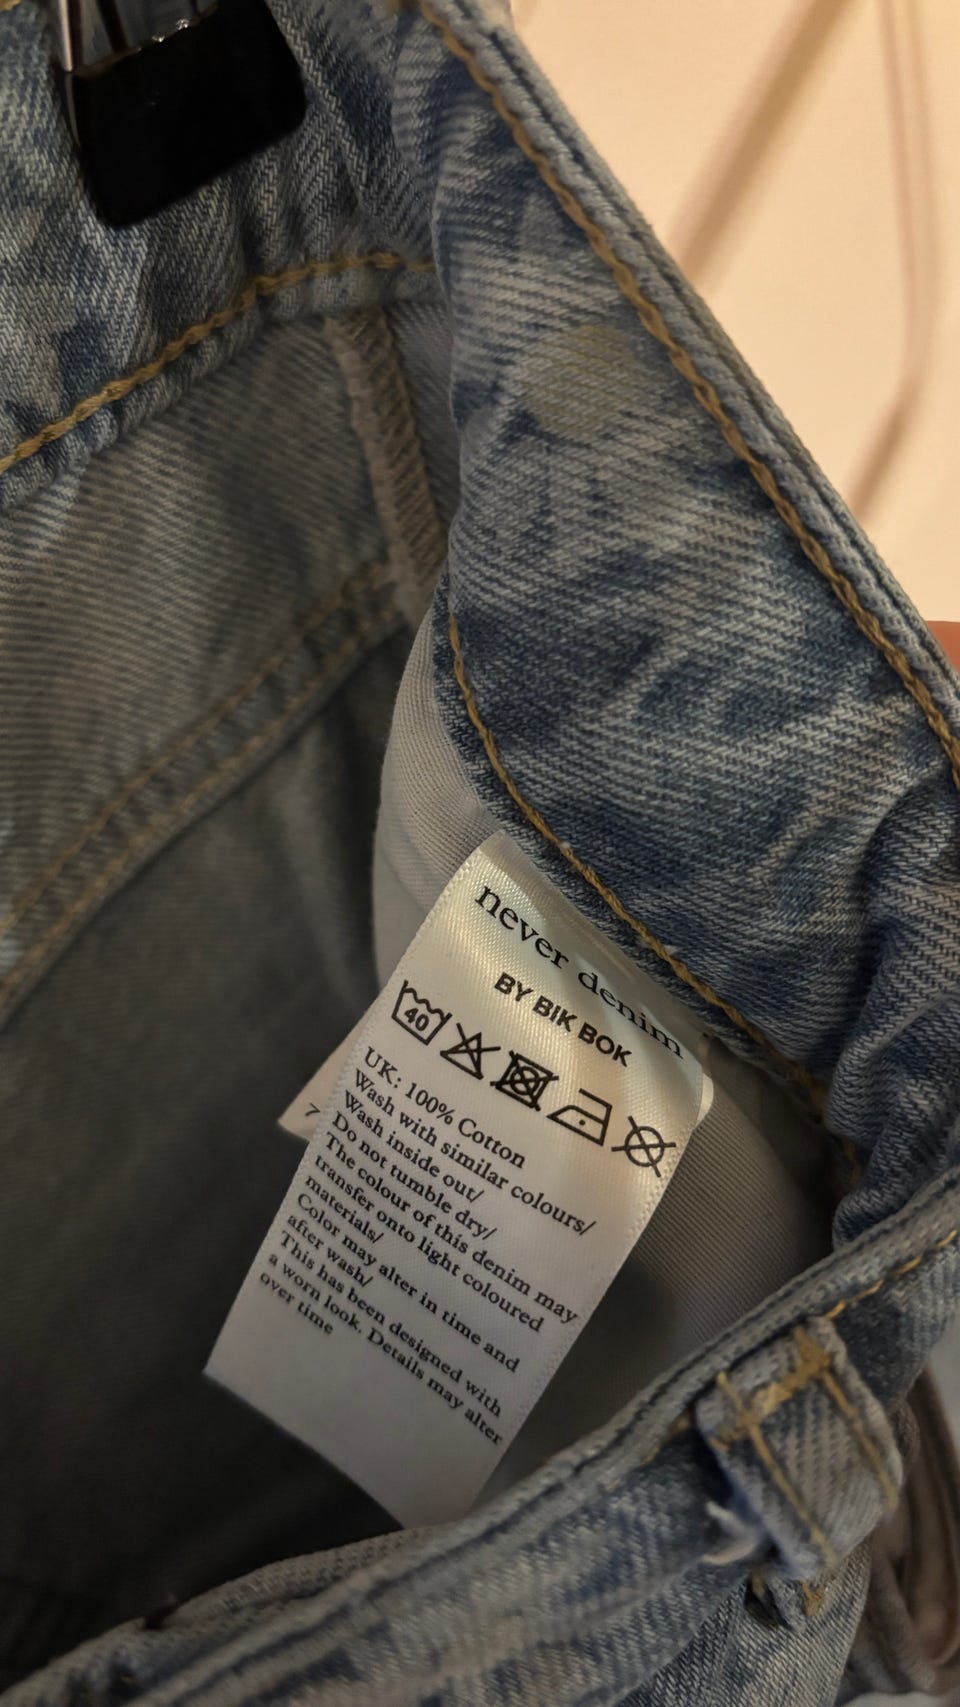 never denim
BY BIK BOK
40
UK: 100% Cotton
Wash with similar colours/
Wash inside out/
Do not tumble dry/
The colour of this denim may
transfer onto light coloured
materials/
Color may alter in time and
after wash/
This has been designed with
a worn look. Details may alter
over time
7